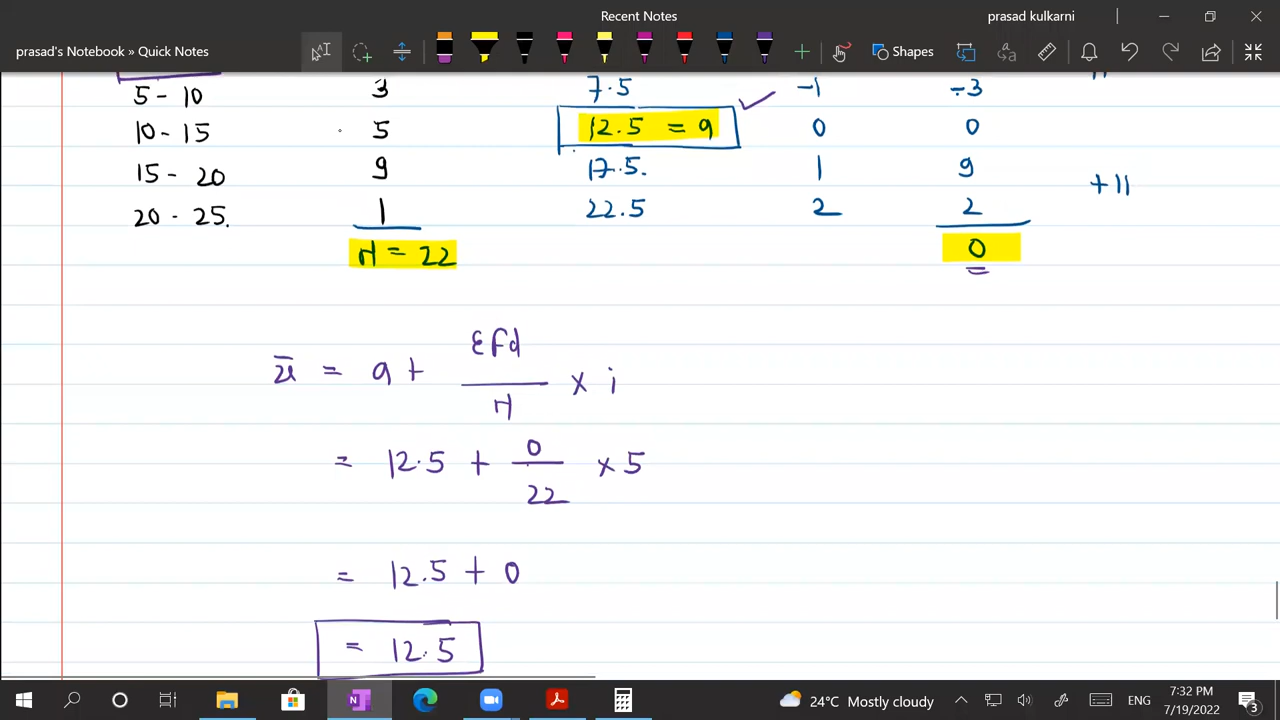 Recent Notes prasad kulkarni
prasad's Notebook » Quick Notes Shapes
5 - 10 3 7.5 -1 -3
10 - 15 5 12.5 = a 0 0
15 - 20 9 17.5. 1 9 +11
20 - 25. 1 22.5 2 2
N = 22 0
x̄ = a + Σfd / N × i
= 12.5 + 0 / 22 × 5
= 12.5 + 0
= 12.5
24°C Mostly cloudy ENG 7:32 PM
7/19/2022 3